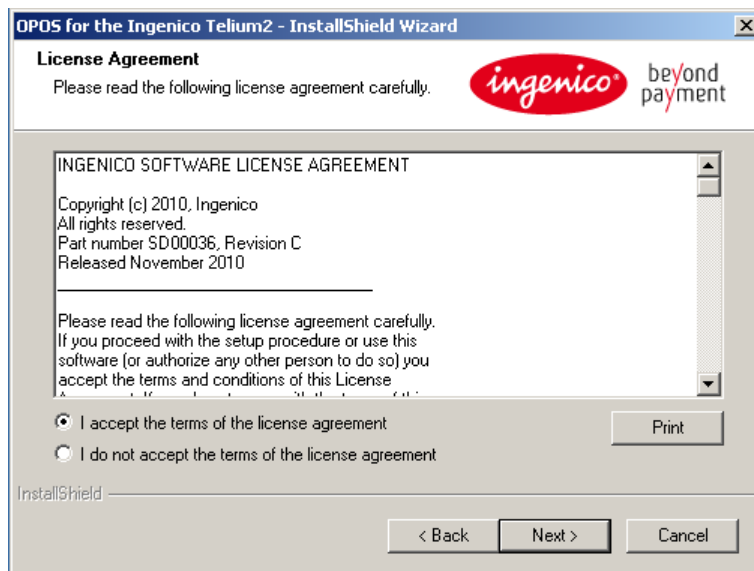 OPOS for the Ingenico Telium2 - InstallShield Wizard
License Agreement
Please read the following license agreement carefully.
ingenico®
beyond
payment
INGENICO SOFTWARE LICENSE AGREEMENT
Copyright (c) 2010, Ingenico
All rights reserved.
Part number SD00036, Revision C
Released November 2010
Please read the following license agreement carefully.
If you proceed with the setup procedure or use this
software (or authorize any other person to do so) you
accept the terms and conditions of this License
I accept the terms of the license agreement
Print
I do not accept the terms of the license agreement
InstallShield
< Back
Next >
Cancel